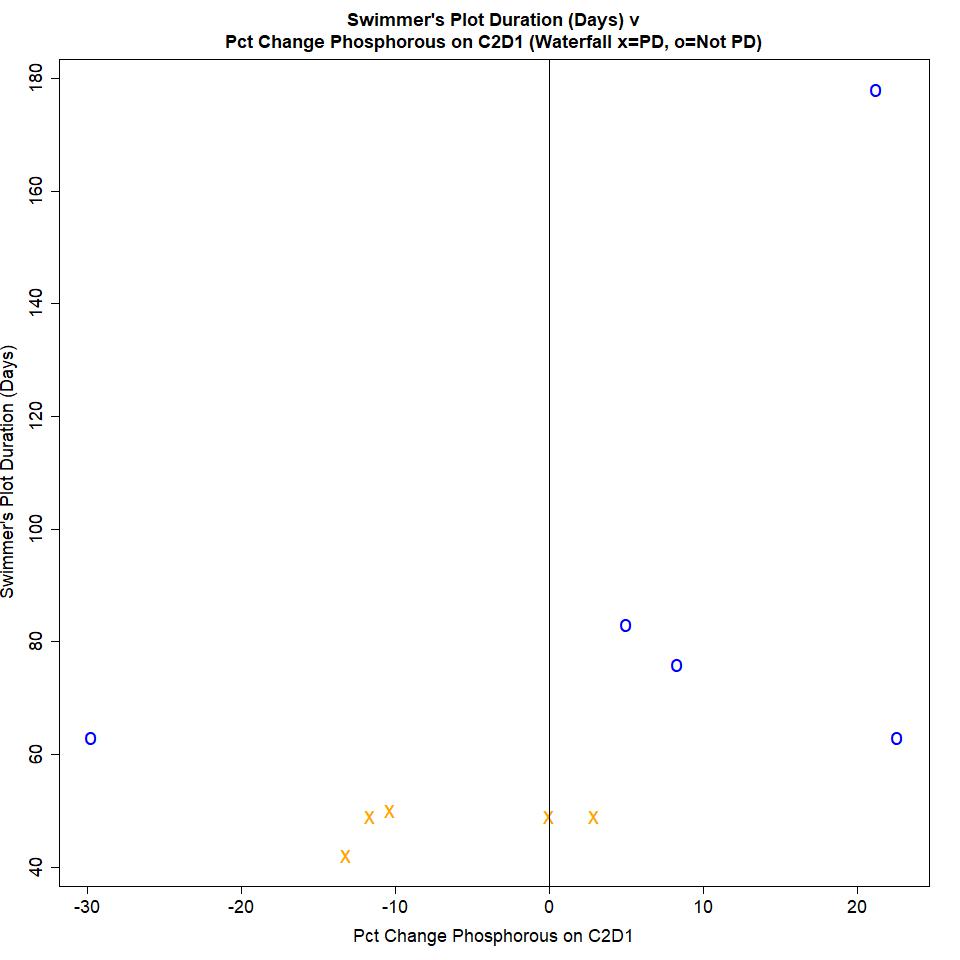 Swimmer's Plot Duration (Days) v
Pct Change Phosphorous on C2D1 (Waterfall x=PD, o=Not PD)
Swimmer's Plot Duration (Days)
180
160
140
120
100
80
60
40
O
O
O
O
O
X
X
X
X
X
-30
-20
-10
0
10
20
Pct Change Phosphorous on C2D1